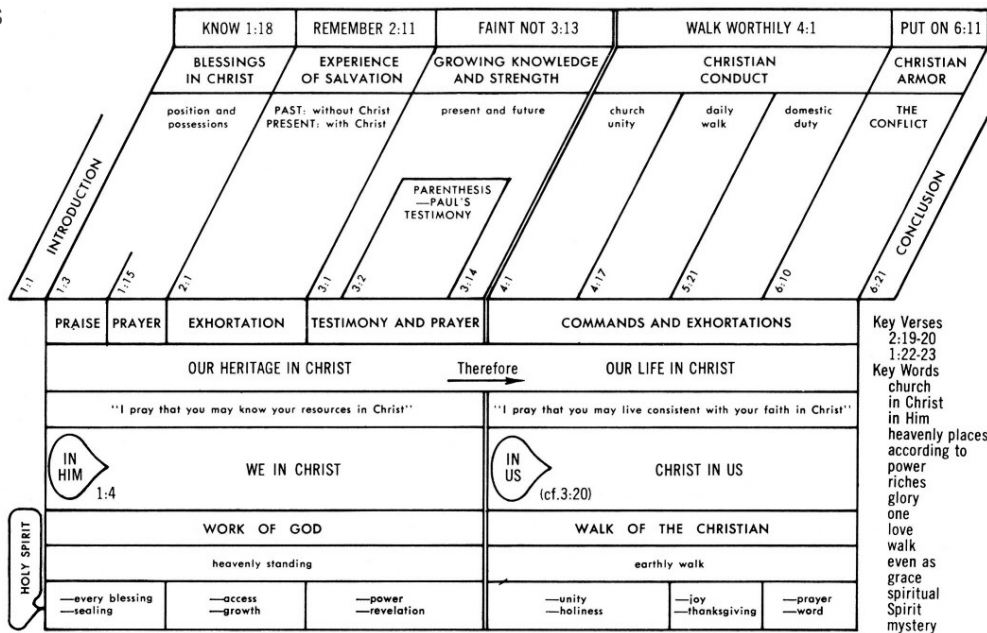 S
KNOW 1:18 REMEMBER 2:11 FAINT NOT 3:13 WALK WORTHILY 4:1 PUT ON 6:11
BLESSINGS
IN CHRIST
EXPERIENCE
OF SALVATION
GROWING KNOWLEDGE
AND STRENGTH
CHRISTIAN
CONDUCT
CHRISTIAN
ARMOR
position and
possessions
PAST: without Christ
PRESENT: with Christ
present and future
church
unity
daily
walk
domestic
duty
THE
CONFLICT
PARENTHESIS
—PAUL'S
TESTIMONY
INTRODUCTION
CONCLUSION
1:1 1:3 1:15 2:1 3:1 3:2 3:14 4:1 4:17 5:21 6:10 6:21
PRAISE PRAYER EXHORTATION TESTIMONY AND PRAYER COMMANDS AND EXHORTATIONS
OUR HERITAGE IN CHRIST Therefore OUR LIFE IN CHRIST
"I pray that you may know your resources in Christ" "I pray that you may live consistent with your faith in Christ"
IN
HIM
1:4
WE IN CHRIST
IN
US
(cf.3:20)
CHRIST IN US
WORK OF GOD WALK OF THE CHRISTIAN
heavenly standing earthly walk
HOLY SPIRIT
—every blessing
—sealing
—access
—growth
—power
—revelation
—unity
—holiness
—joy
—thanksgiving
—prayer
—word
Key Verses
2:19-20
1:22-23
Key Words
church
in Christ
in Him
heavenly places
according to
power
riches
glory
one
love
walk
even as
grace
spiritual
Spirit
mystery